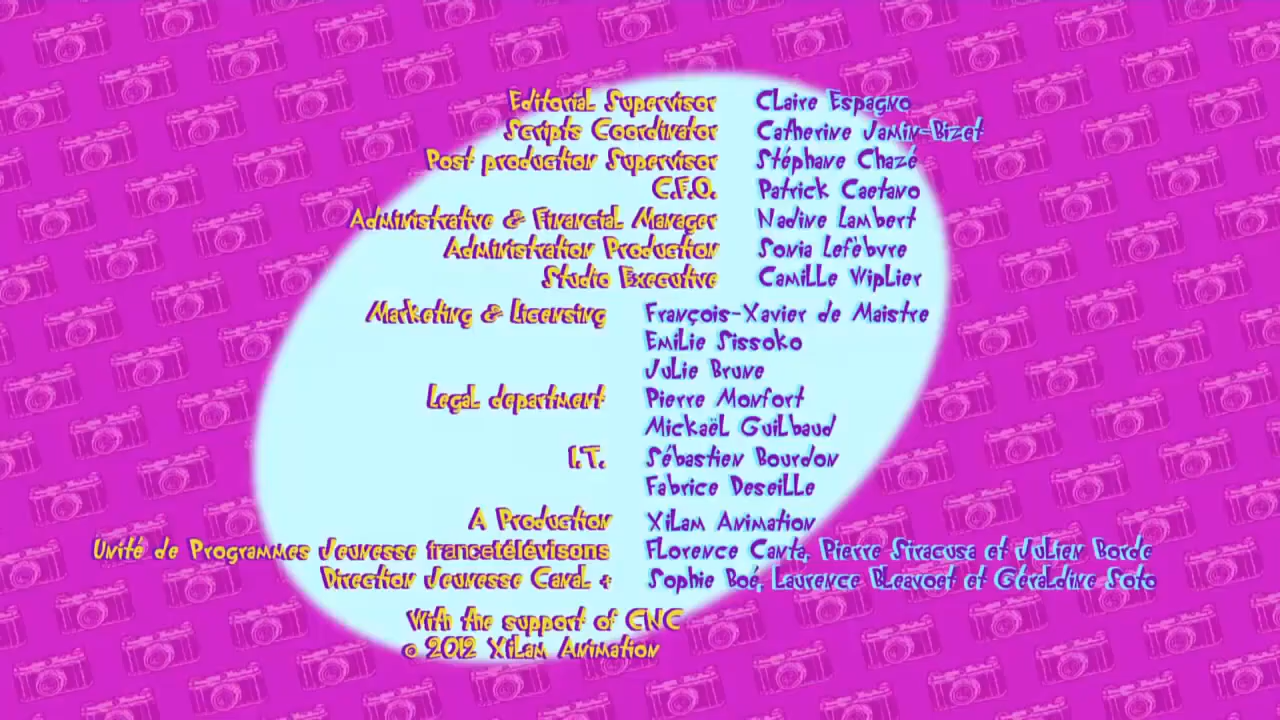 Editorial Supervisor Claire Espagno
Scripts Coordinator Catherine Jamin-Bizet
Post production Supervisor Stéphane Chazé
C.F.O. Patrick Caetano
Administrative & Financial Manager Nadine Lambert
Administration Production Sonia Lefèbvre
Studio Executive Camille Wiplier
Marketing & Licensing François-Xavier de Maistre
Emilie Sissoko
Julie Brune
Legal department Pierre Monfort
Mickaël Guilbaud
I.T. Sébastien Bourdon
Fabrice Deseille
A Production Xilam Animation
Unité de Programmes Jeunesse francetélévisons Florence Canta, Pierre Siracusa et Julien Borde
Direction Jeunesse Canal + Sophie Boé, Laurence Bleavoet et Géraldine Soto
With the support of CNC
© 2012 Xilam Animation